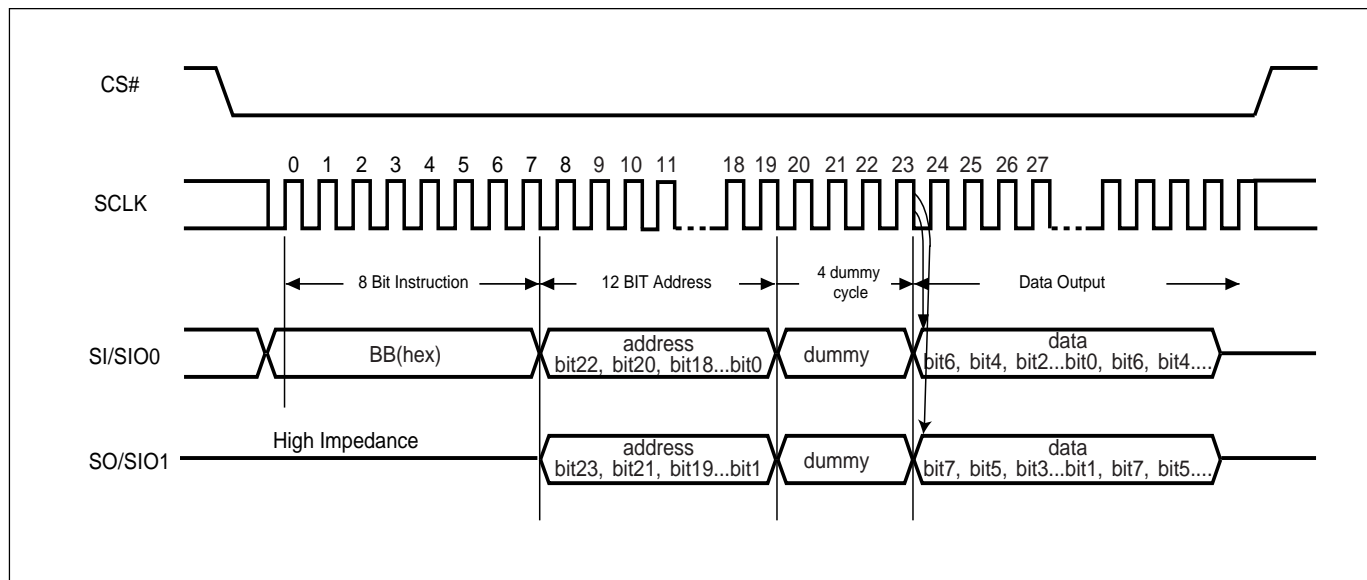 CS#
0 1 2 3 4 5 6 7 8 9 10 11 18 19 20 21 22 23 24 25 26 27
SCLK
8 Bit Instruction
12 BIT Address
4 dummy
cycle
Data Output
SI/SIO0
BB(hex)
address
bit22, bit20, bit18...bit0
dummy
data
bit6, bit4, bit2...bit0, bit6, bit4....
SO/SIO1
High Impedance
address
bit23, bit21, bit19...bit1
dummy
data
bit7, bit5, bit3...bit1, bit7, bit5....